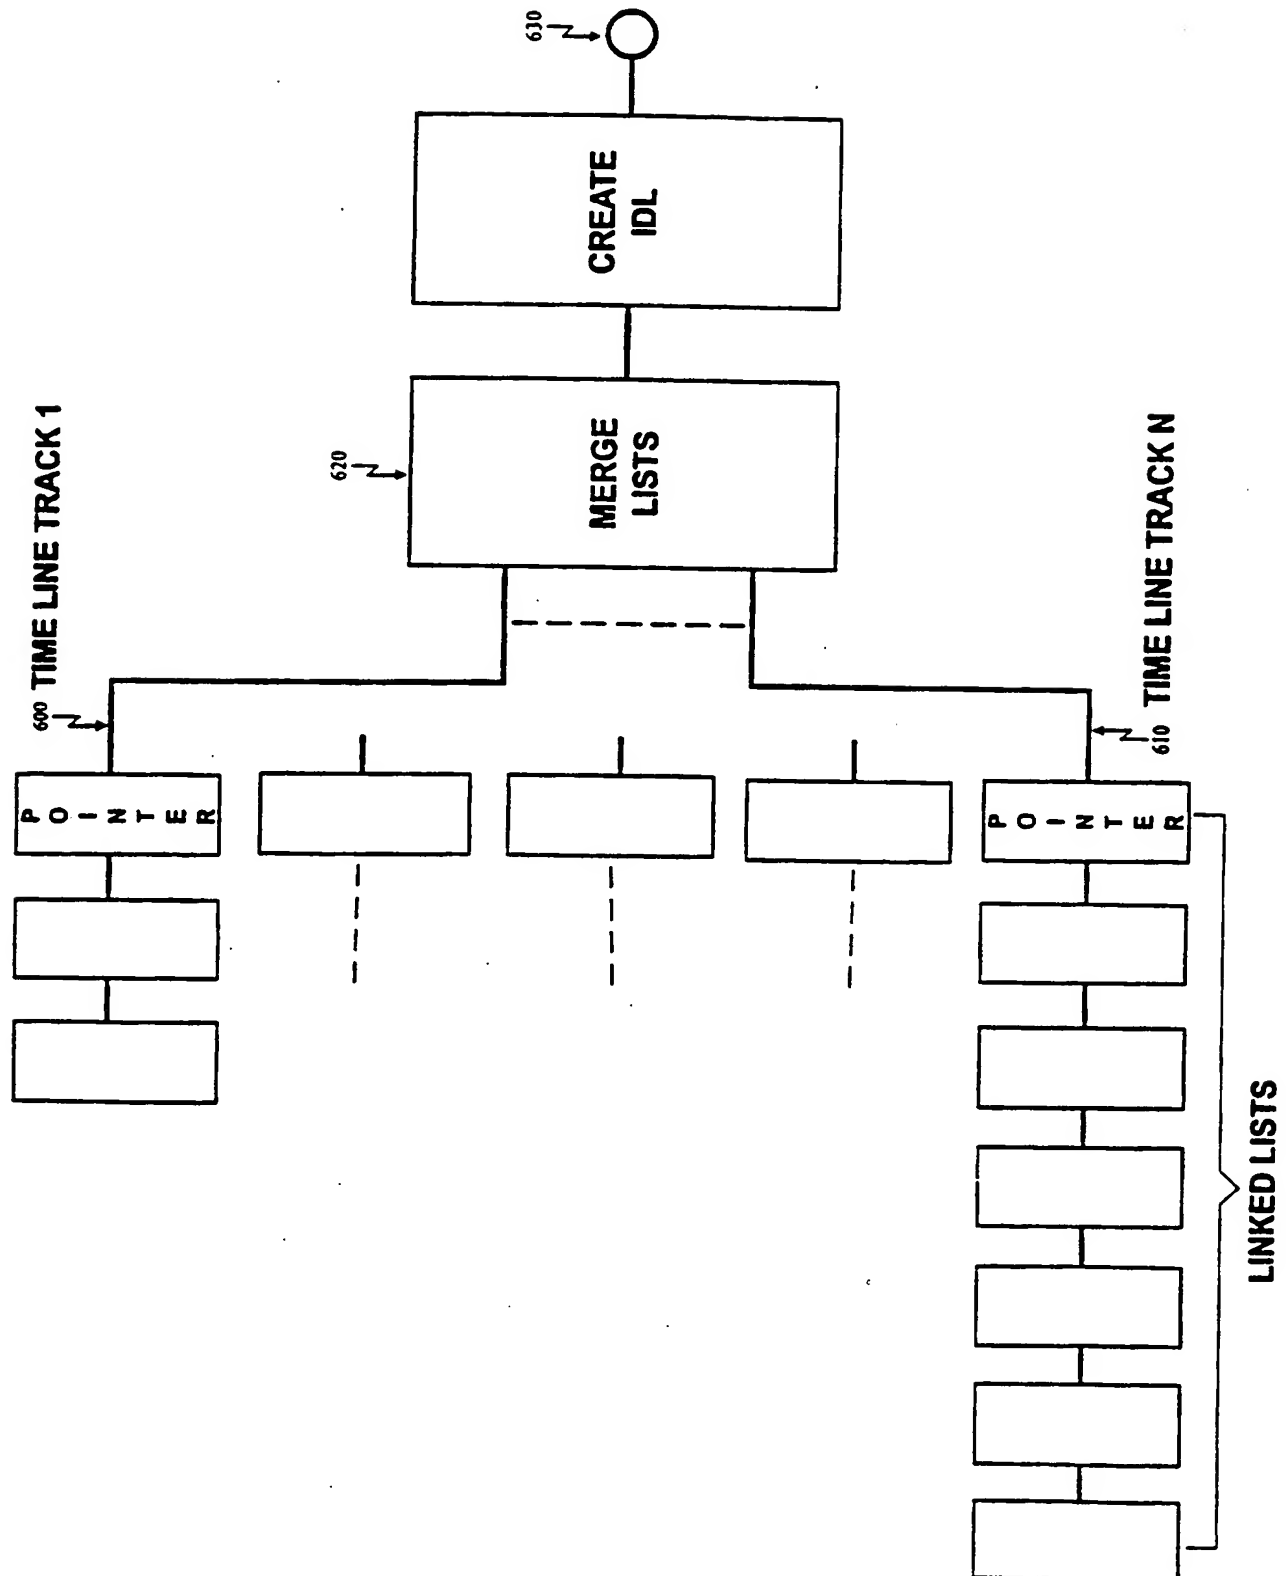 TIME LINE TRACK 1
600
POINTER
620
MERGE
LISTS
CREATE
IDL
630
POINTER
610
TIME LINE TRACK N
LINKED LISTS